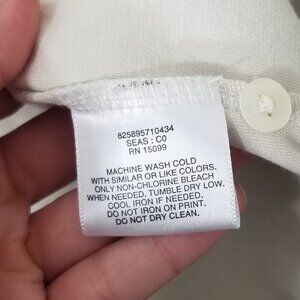 825895710434
SEAS: C0
RN 15099
MACHINE WASH COLD
WITH SIMILAR OR LIKE COLORS.
ONLY NON-CHLORINE BLEACH
WHEN NEEDED. TUMBLE DRY LOW.
COOL IRON IF NEEDED.
DO NOT IRON ON PRINT.
DO NOT DRY CLEAN.